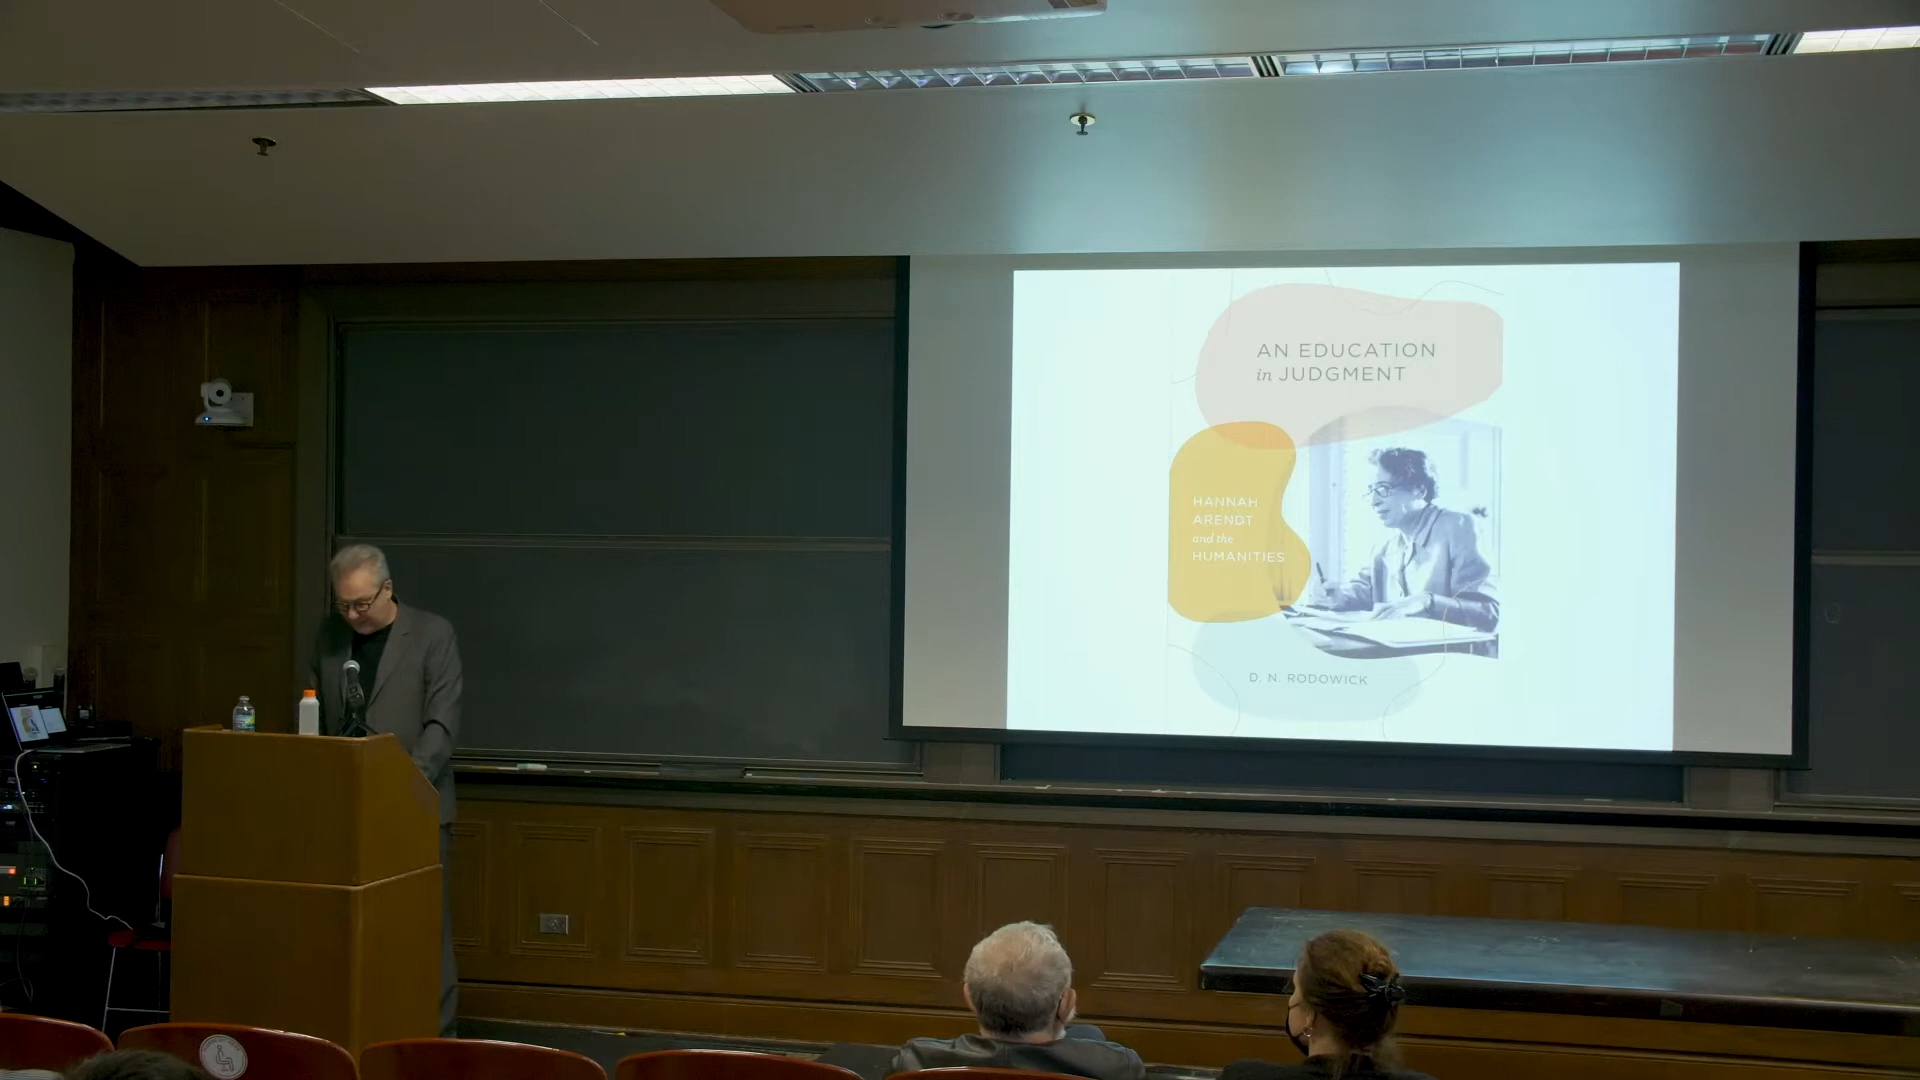 AN EDUCATION
in JUDGMENT
HANNAH
ARENDT
and the
HUMANITIES
D. N. RODOWICK